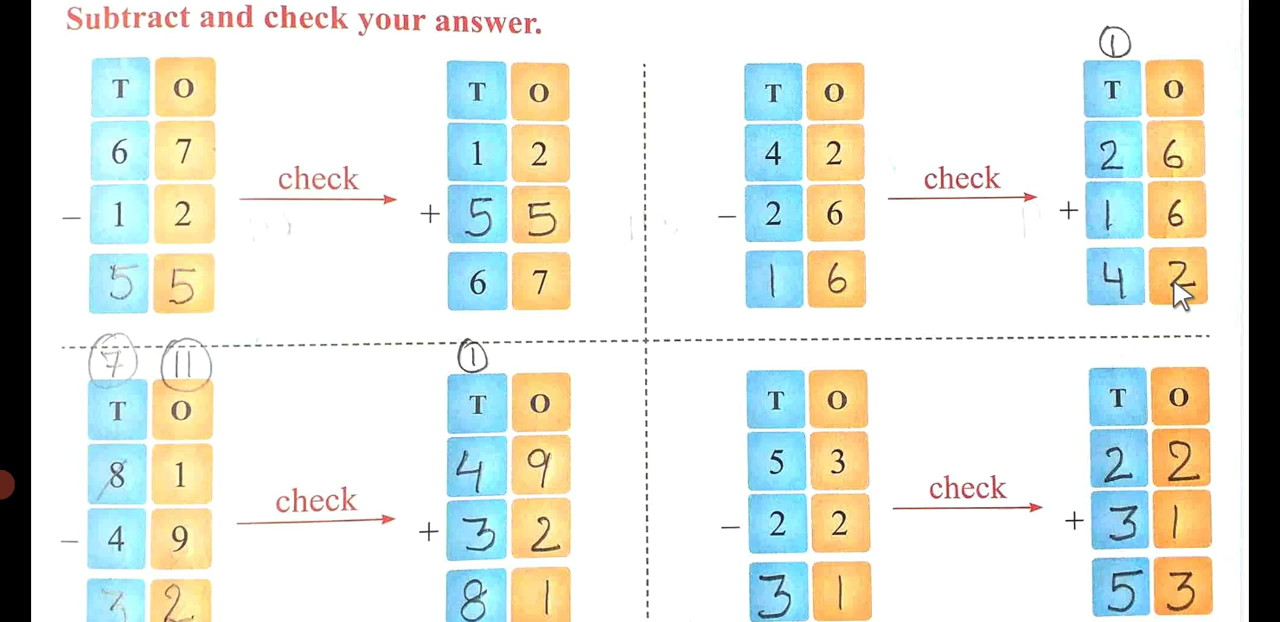 Subtract and check your answer.
T O
6 7
− 1 2
5 5
check
T O
1 2
+ 5 5
6 7
T O
4 2
− 2 6
1 6
check
①
T O
2 6
+ 1 6
4 2
7 11
T O
8 1
− 4 9
3 2
check
①
T O
4 9
+ 3 2
8 1
T O
5 3
− 2 2
3 1
check
T O
2 2
+ 3 1
5 3